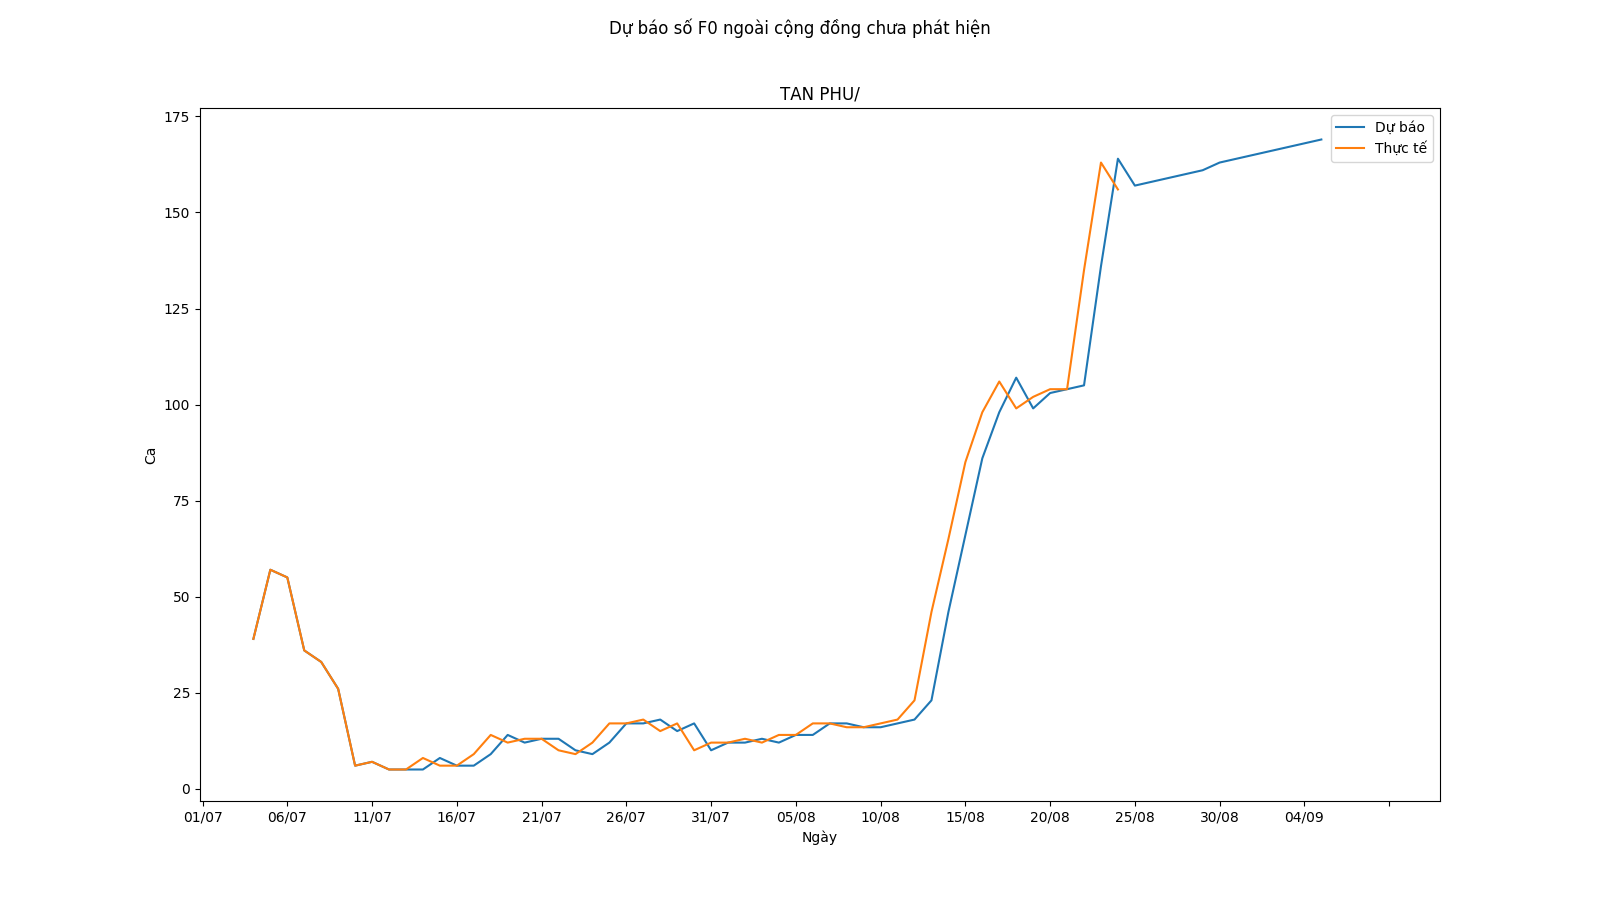 Dự báo số F0 ngoài cộng đồng chưa phát hiện
TAN PHU/
175
150
125
100
75
50
25
0
Ca
Dự báo
Thực tế
01/07 06/07 11/07 16/07 21/07 26/07 31/07 05/08 10/08 15/08 20/08 25/08 30/08 04/09
Ngày